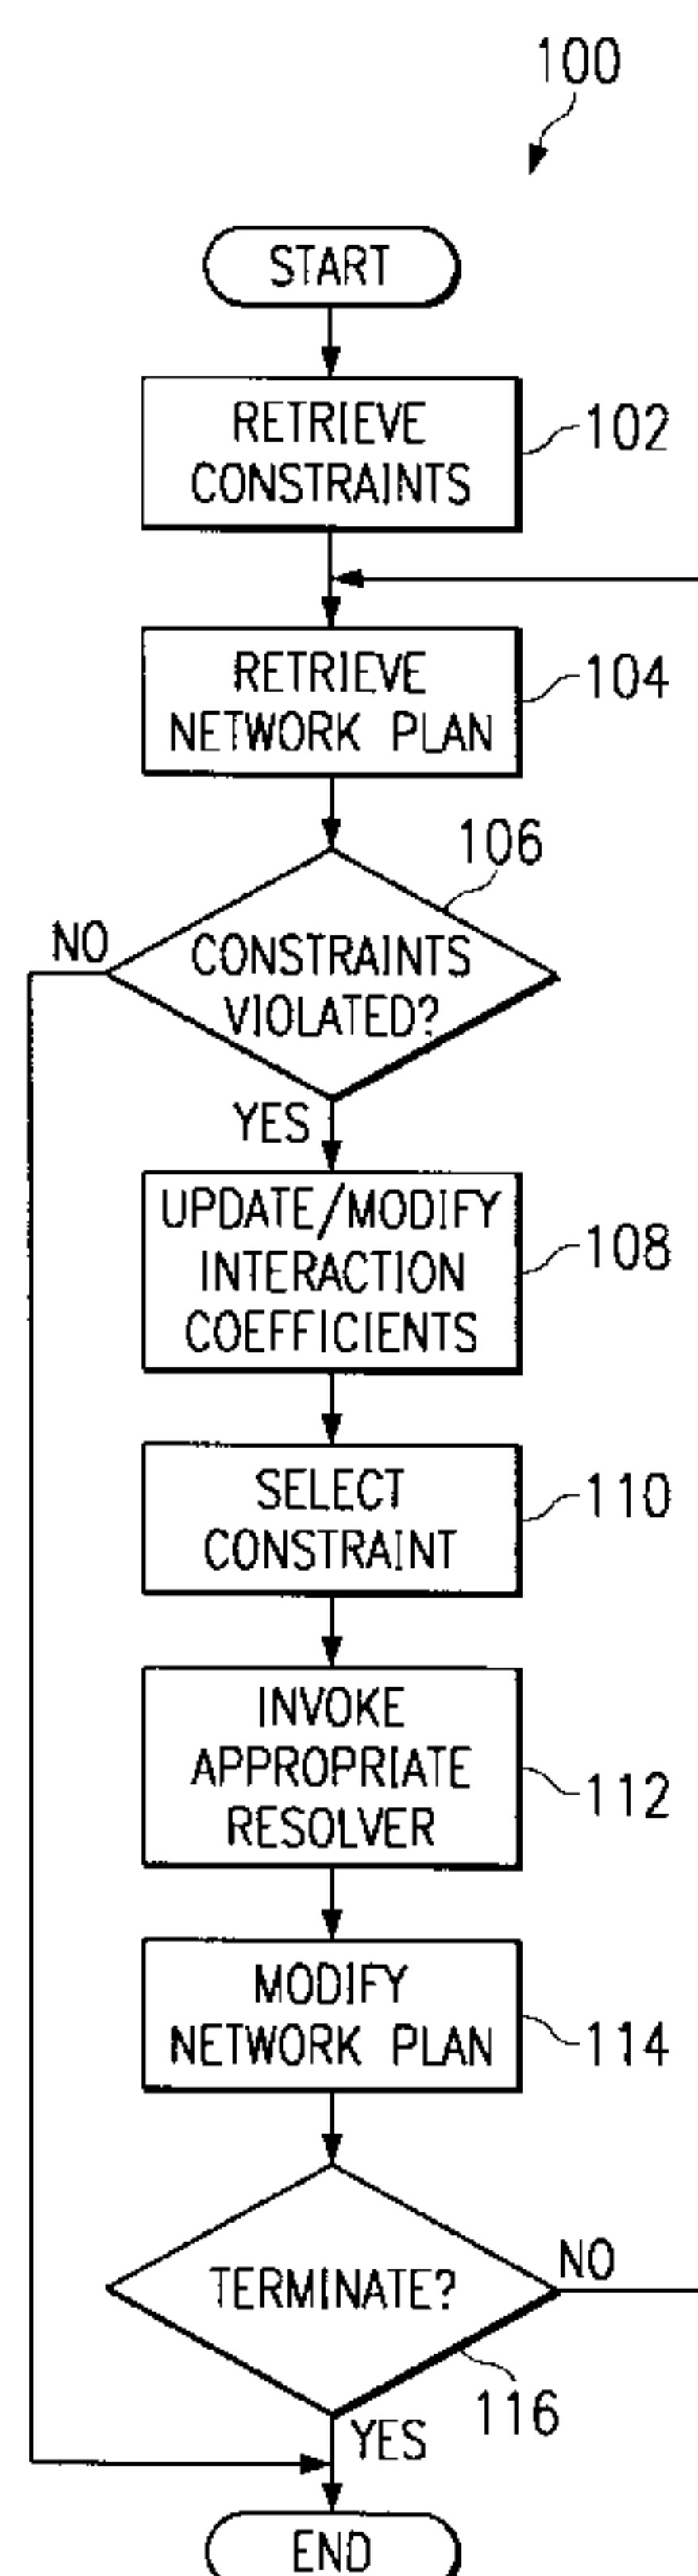 100
START
RETRIEVE
CONSTRAINTS
102
RETRIEVE
NETWORK PLAN
104
106
NO
CONSTRAINTS
VIOLATED?
YES
UPDATE/MODIFY
INTERACTION
COEFFICIENTS
108
SELECT
CONSTRAINT
110
INVOKE
APPROPRIATE
RESOLVER
112
MODIFY
NETWORK PLAN
114
TERMINATE?
NO
116
YES
END